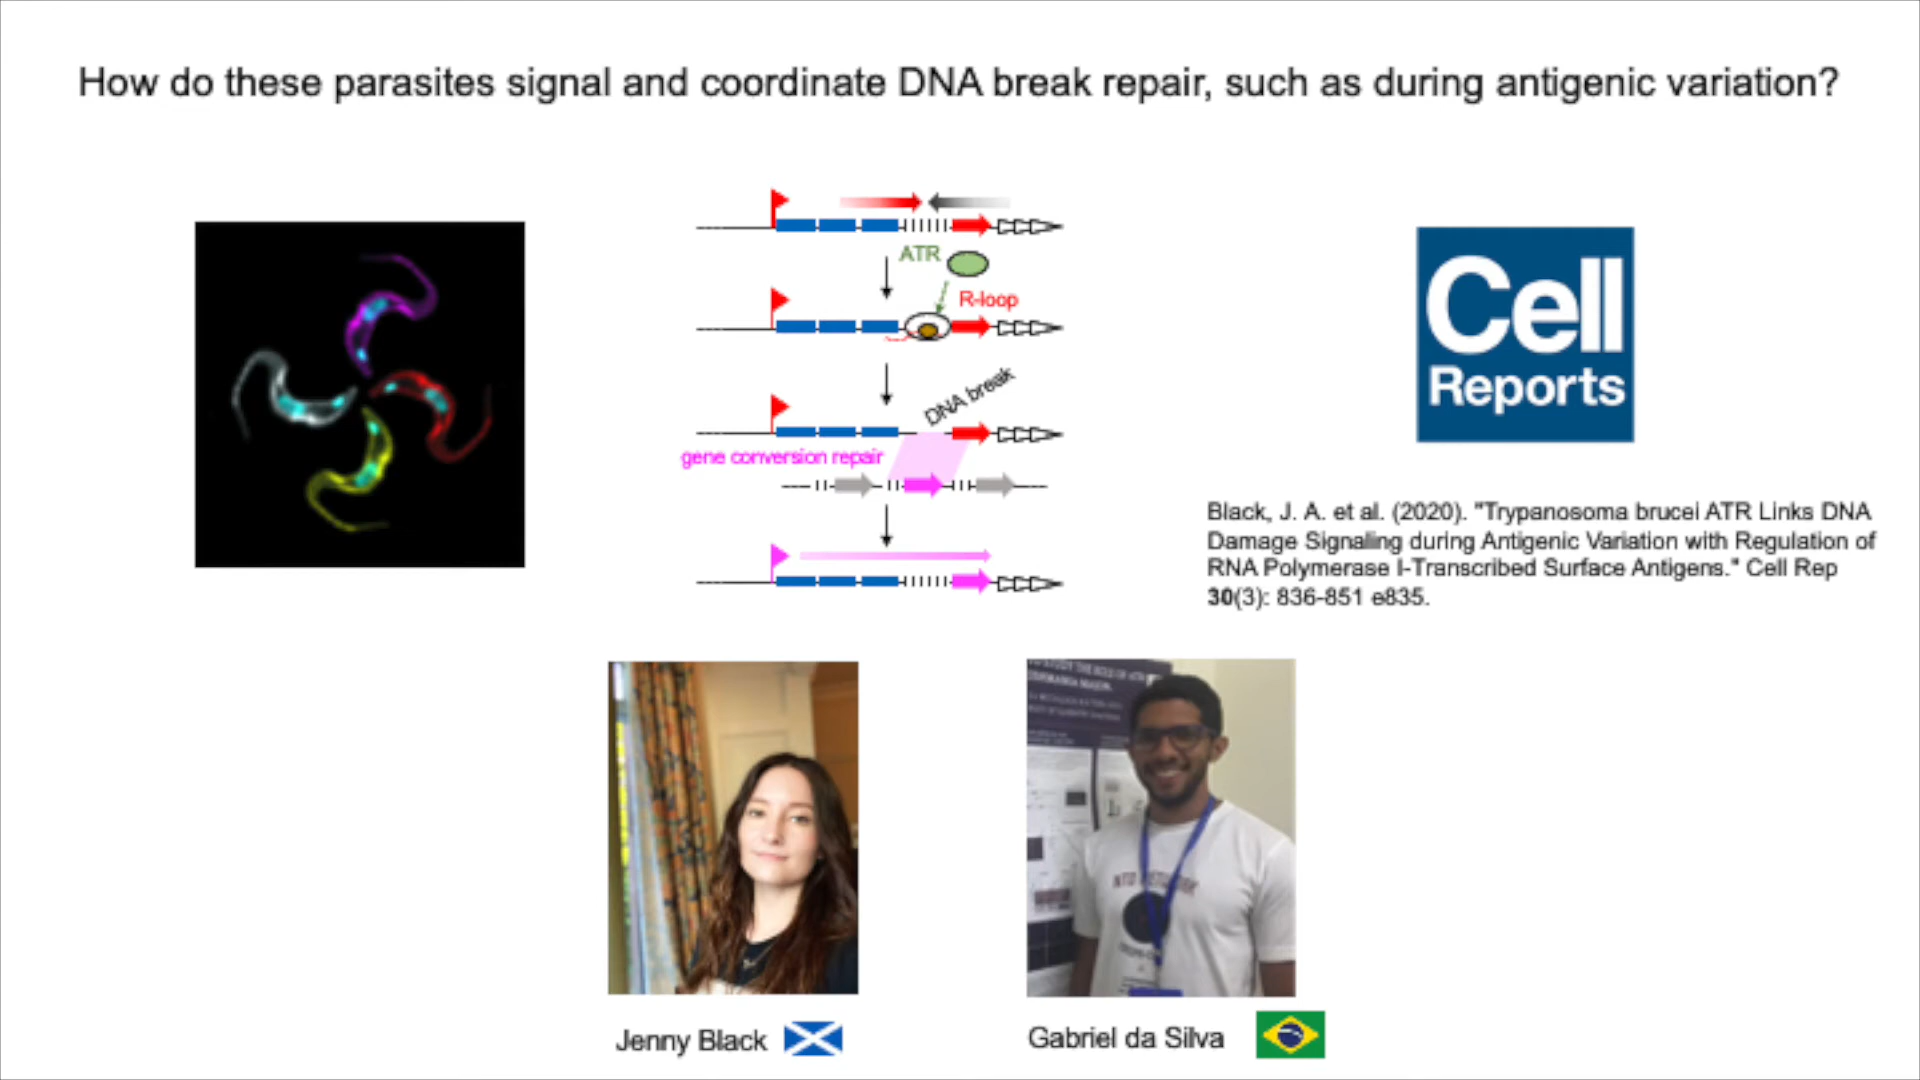 How do these parasites signal and coordinate DNA break repair, such as during antigenic variation?
ATR
R-loop
DNA break
gene conversion repair
Cell
Reports
Black, J. A. et al. (2020). "Trypanosoma brucei ATR Links DNA
Damage Signaling during Antigenic Variation with Regulation of
RNA Polymerase I-Transcribed Surface Antigens." Cell Rep
30(3): 836-851 e835.
Jenny Black
Gabriel da Silva